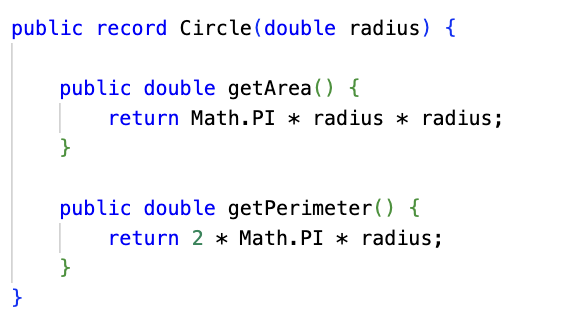 public record Circle(double radius) {
    public double getArea() {
        return Math.PI * radius * radius;
    }
    public double getPerimeter() {
        return 2 * Math.PI * radius;
    }
}